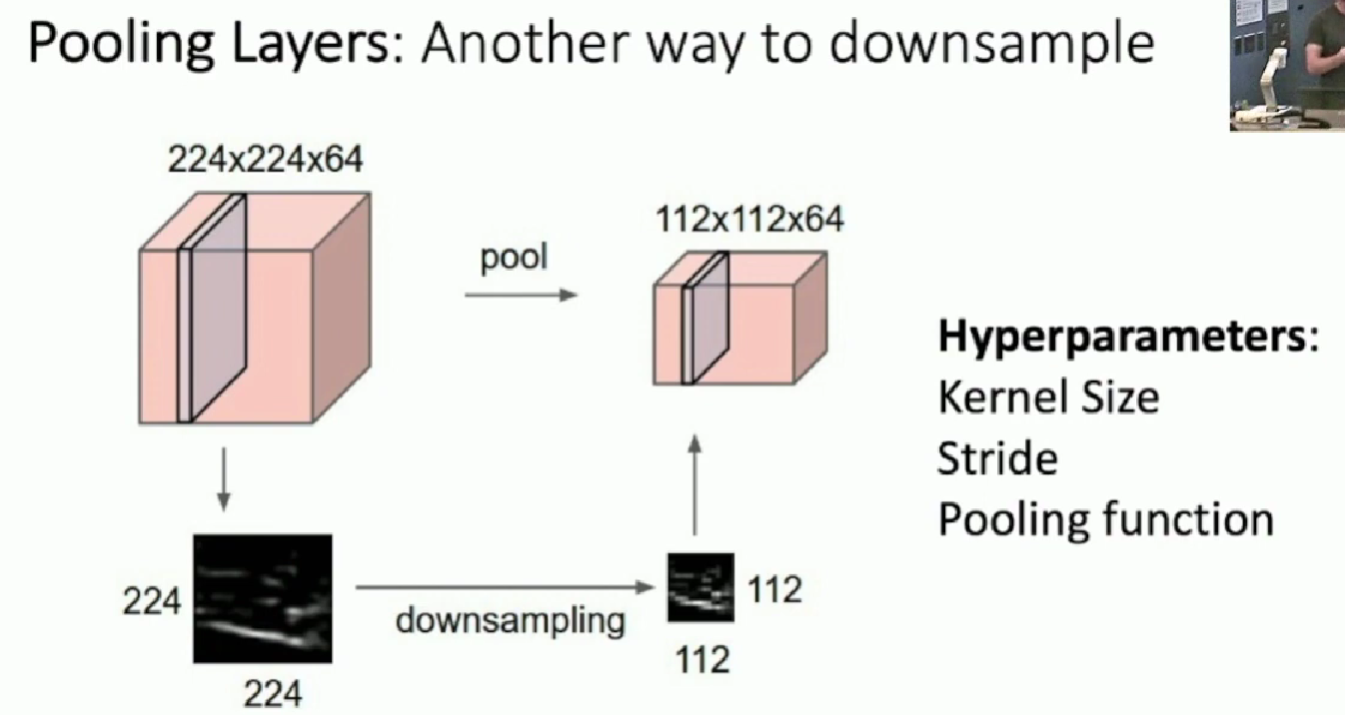 Pooling Layers: Another way to downsample
224x224x64
112x112x64
pool
Hyperparameters:
Kernel Size
Stride
Pooling function
224
downsampling
112
112
224